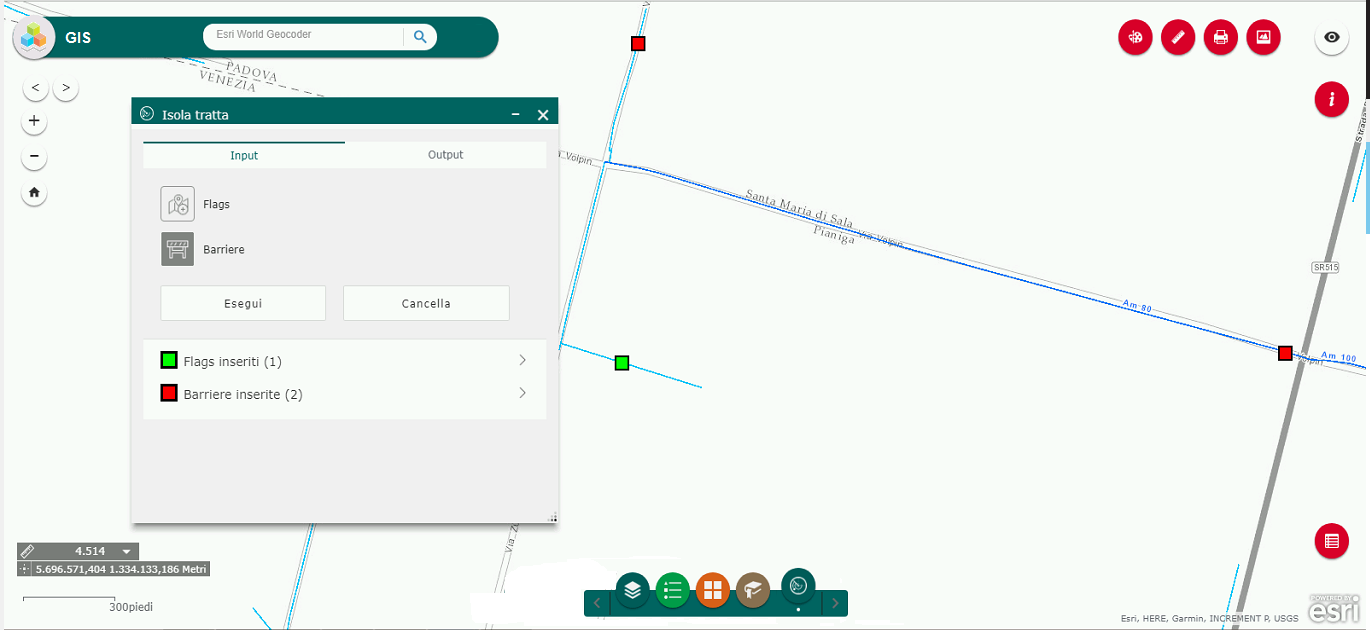 GIS
Esri World Geocoder
PADOVA
VENEZIA
<
>
+
−
Isola tratta
Input
Output
Flags
Barriere
Esegui
Cancella
Flags inseriti (1)
Barriere inserite (2)
Volpin
Santa Maria di Sala
Pianiga
Via Volpin
Am 80
SR515
Volpin
Am 100
4.514
5.696.571,404 1.334.133,186 Metri
300piedi
Esri, HERE, Garmin, INCREMENT P, USGS
POWERED BY
esri